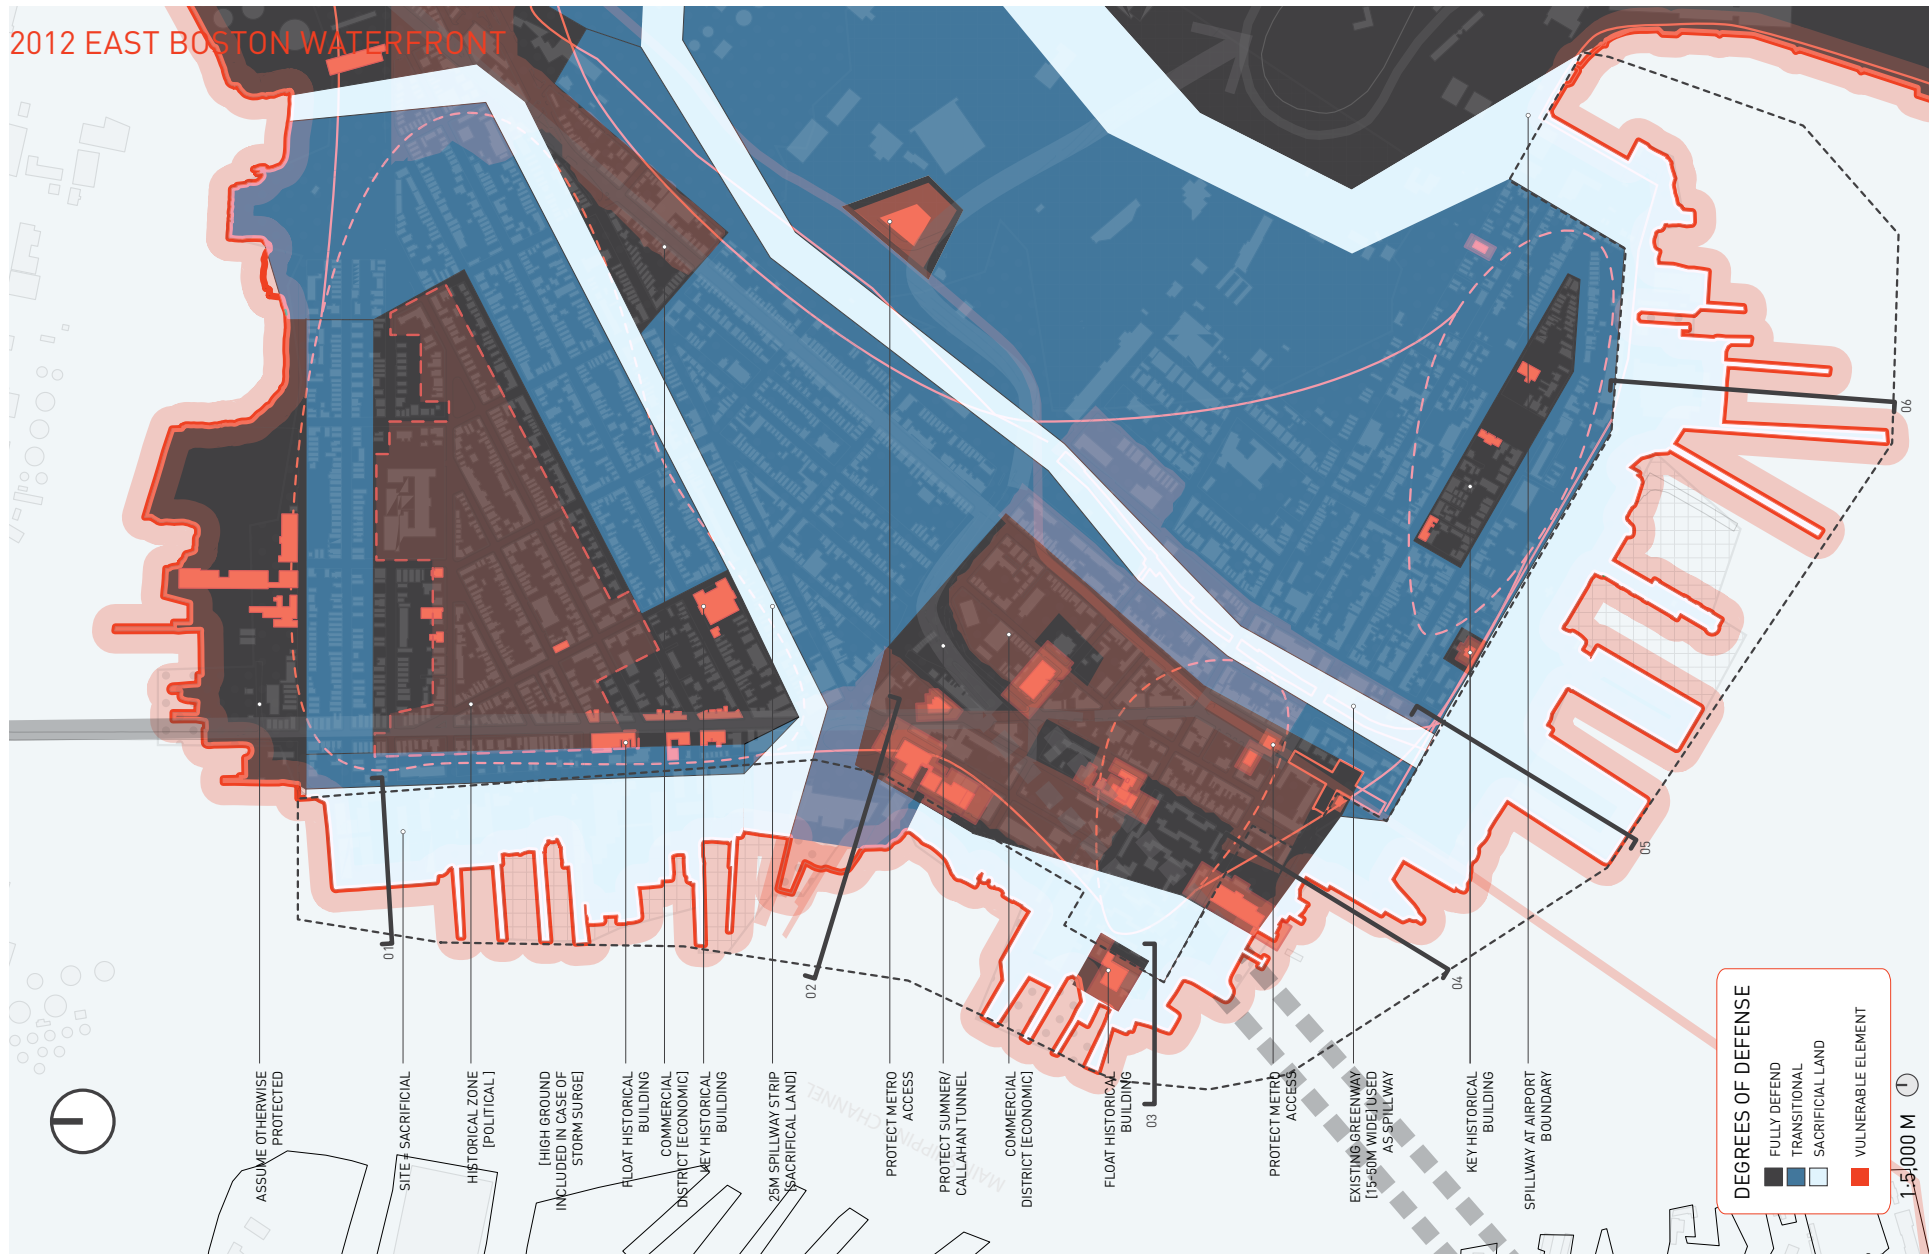 2012 EAST BOSTON WATERFRONT
01
02
03
04
05
06
ASSUME OTHERWISE
PROTECTED
SITE = SACRIFICIAL
HISTORICAL ZONE
[POLITICAL]
[HIGH GROUND
INCLUDED IN CASE OF
STORM SURGE]
FLOAT HISTORICAL
BUILDING
COMMERCIAL
DISTRICT [ECONOMIC]
KEY HISTORICAL
BUILDING
25M SPILLWAY STRIP
[SACRIFICAL LAND]
PROTECT METRO
ACCESS
PROTECT SUMNER/
CALLAHAN TUNNEL
COMMERCIAL
DISTRICT [ECONOMIC]
FLOAT HISTORICAL
BUILDING
PROTECT METRO
ACCESS
EXISTING GREENWAY
[15-50M WIDE] USED
AS SPILLWAY
KEY HISTORICAL
BUILDING
SPILLWAY AT AIRPORT
BOUNDARY
MAIN SHIPPING CHANNEL
DEGREES OF DEFENSE
FULLY DEFEND
TRANSITIONAL
SACRIFICIAL LAND
VULNERABLE ELEMENT
1:5,000 M